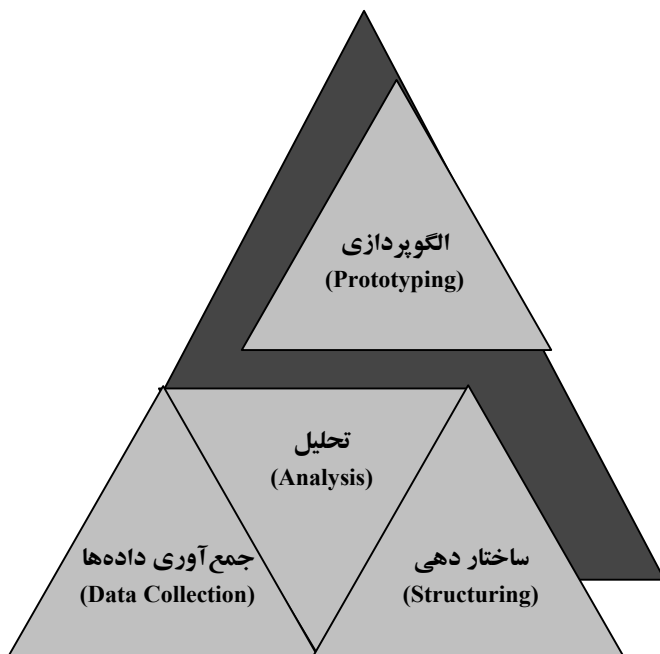 الگوپردازی
(Prototyping)
تحلیل
(Analysis)
جمع‌آوری داده‌ها
(Data Collection)
ساختار دهی
(Structuring)